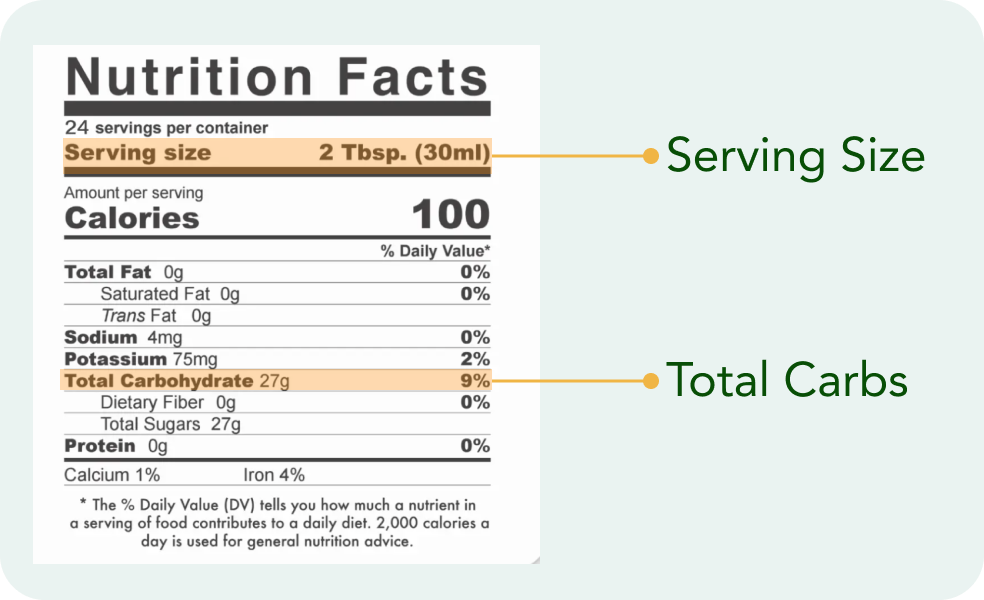 Nutrition Facts
24 servings per container
Serving size 2 Tbsp. (30ml)
Serving Size
Amount per serving
Calories 100
% Daily Value*
Total Fat 0g 0%
Saturated Fat 0g 0%
Trans Fat 0g
Sodium 4mg 0%
Potassium 75mg 2%
Total Carbohydrate 27g 9%
Total Carbs
Dietary Fiber 0g 0%
Total Sugars 27g
Protein 0g 0%
Calcium 1% Iron 4%
* The % Daily Value (DV) tells you how much a nutrient in
a serving of food contributes to a daily diet. 2,000 calories a
day is used for general nutrition advice.